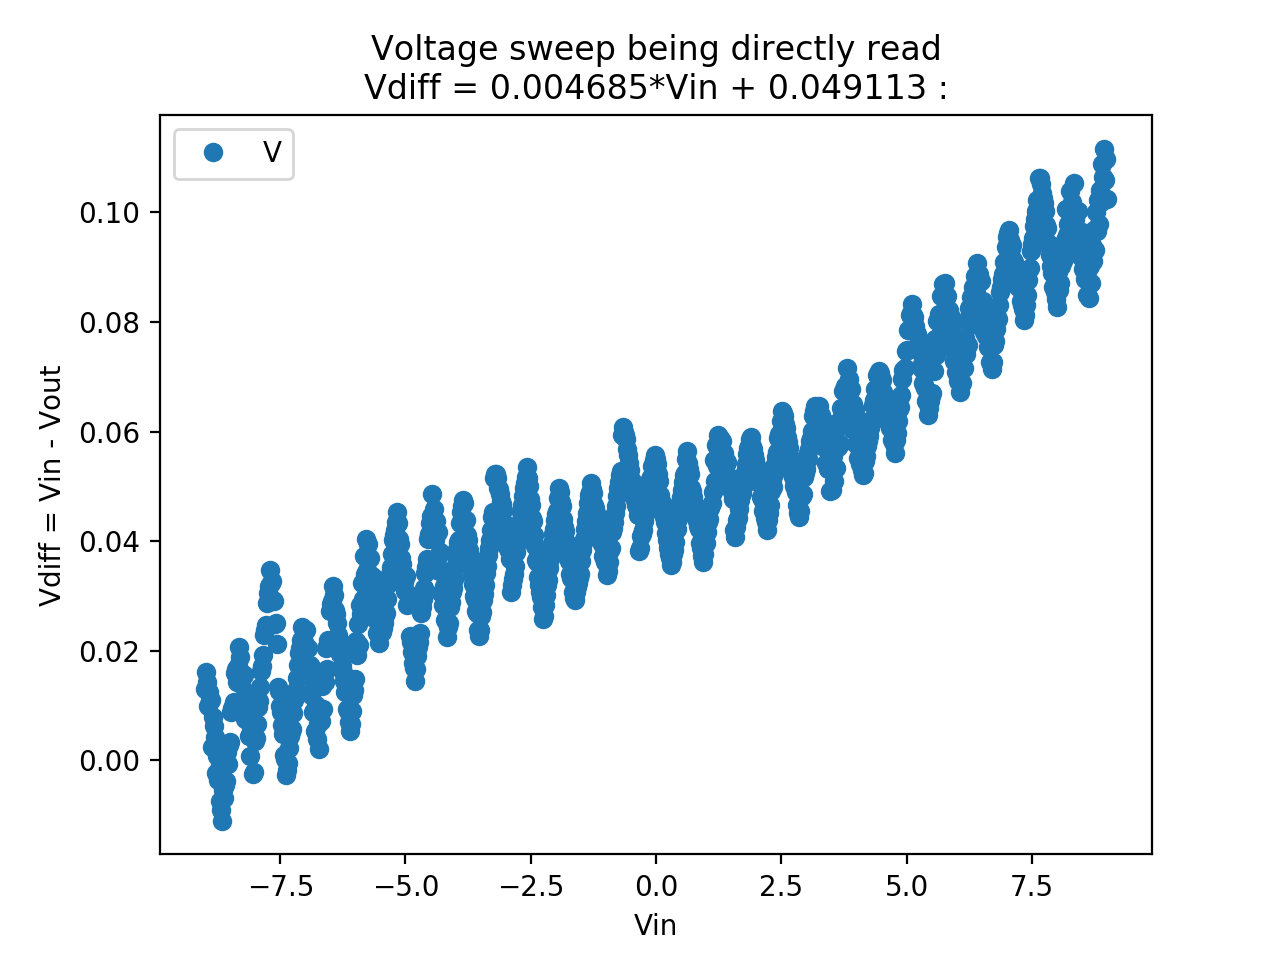 Voltage sweep being directly read
Vdiff = 0.004685*Vin + 0.049113 :
V
Vdiff = Vin - Vout
0.10
0.08
0.06
0.04
0.02
0.00
−7.5 −5.0 −2.5 0.0 2.5 5.0 7.5
Vin